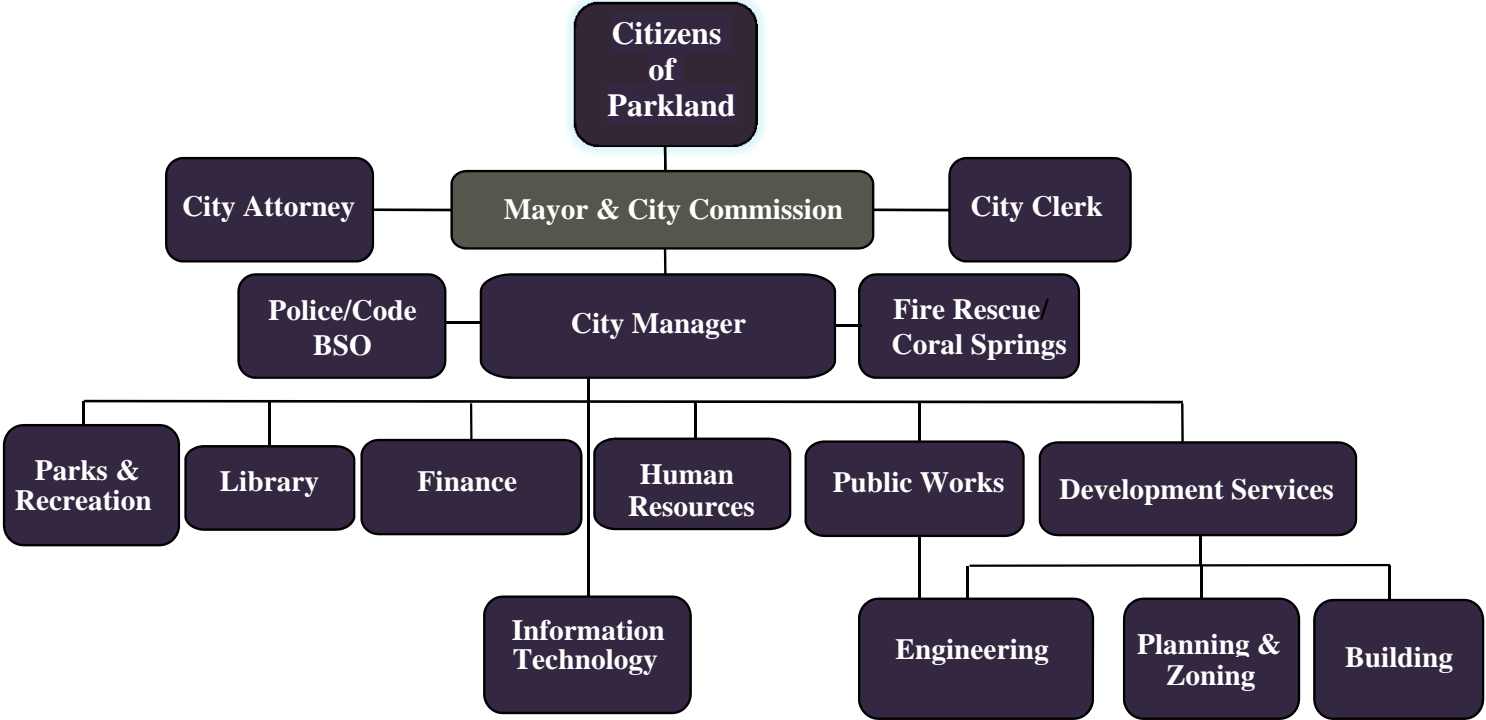 Citizens
of
Parkland
City Attorney
Mayor & City Commission
City Clerk
Police/Code
BSO
City Manager
Fire Rescue/
Coral Springs
Parks &
Recreation
Library
Finance
Human
Resources
Public Works
Development Services
Information
Technology
Engineering
Planning &
Zoning
Building